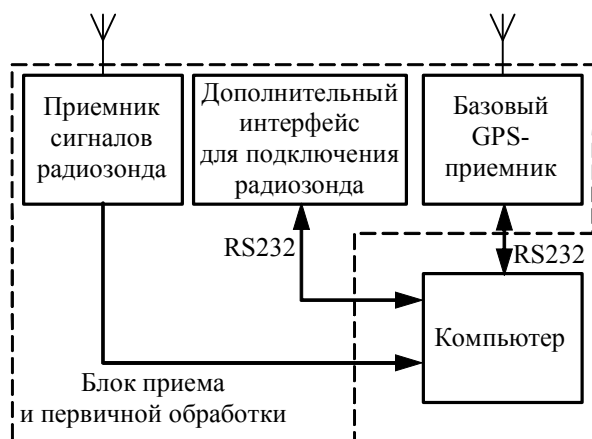 Приемник
сигналов
радиозонда
Дополнительный
интерфейс
для подключения
радиозонда
Базовый
GPS-
приемник
RS232
RS232
Компьютер
Блок приема
и первичной обработки